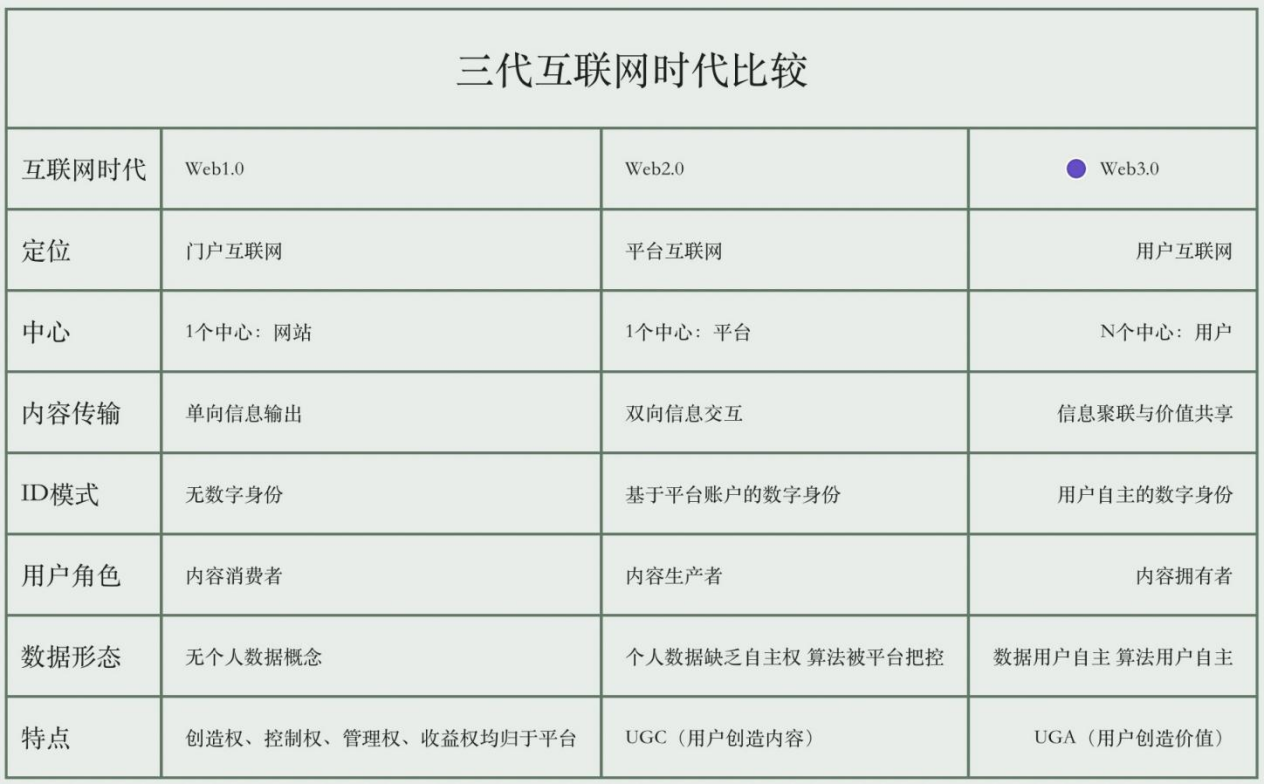 三代互联网时代比较
互联网时代 Web1.0 Web2.0 Web3.0
定位 门户互联网 平台互联网 用户互联网
中心 1个中心：网站 1个中心：平台 N个中心：用户
内容传输 单向信息输出 双向信息交互 信息聚联与价值共享
ID模式 无数字身份 基于平台账户的数字身份 用户自主的数字身份
用户角色 内容消费者 内容生产者 内容拥有者
数据形态 无个人数据概念 个人数据缺乏自主权 算法被平台把控 数据用户自主 算法用户自主
特点 创造权、控制权、管理权、收益权均归于平台 UGC（用户创造内容） UGA（用户创造价值）